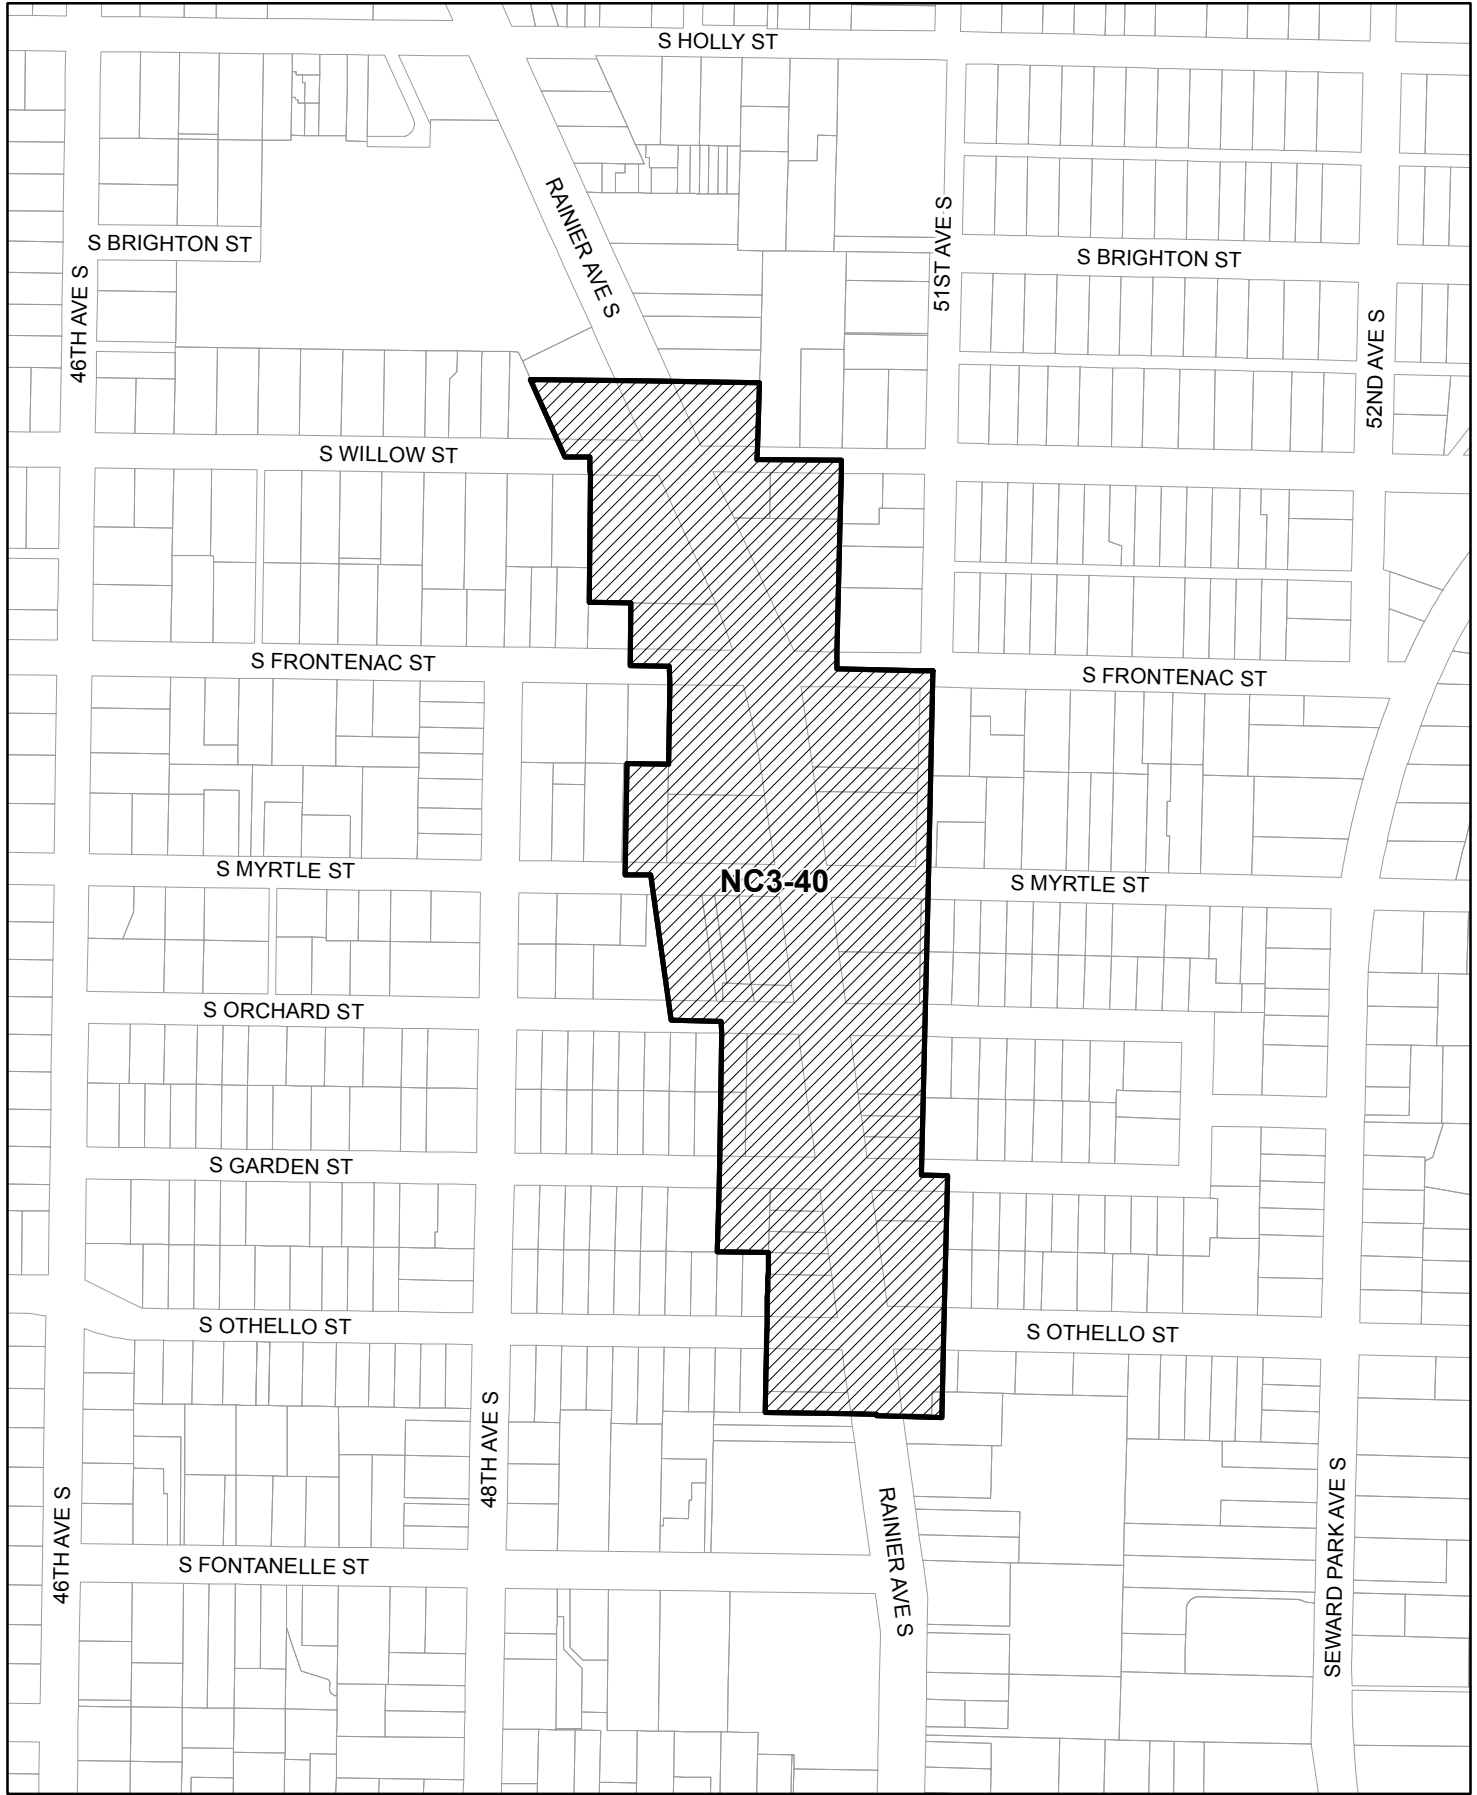 S HOLLY ST
RAINIER AVE S
S BRIGHTON ST
51ST AVE S
S BRIGHTON ST
46TH AVE S
52ND AVE S
S WILLOW ST
S FRONTENAC ST
S FRONTENAC ST
S MYRTLE ST
NC3-40
S MYRTLE ST
S ORCHARD ST
S GARDEN ST
S OTHELLO ST
S OTHELLO ST
48TH AVE S
46TH AVE S
RAINIER AVE S
SEWARD PARK AVE S
S FONTANELLE ST